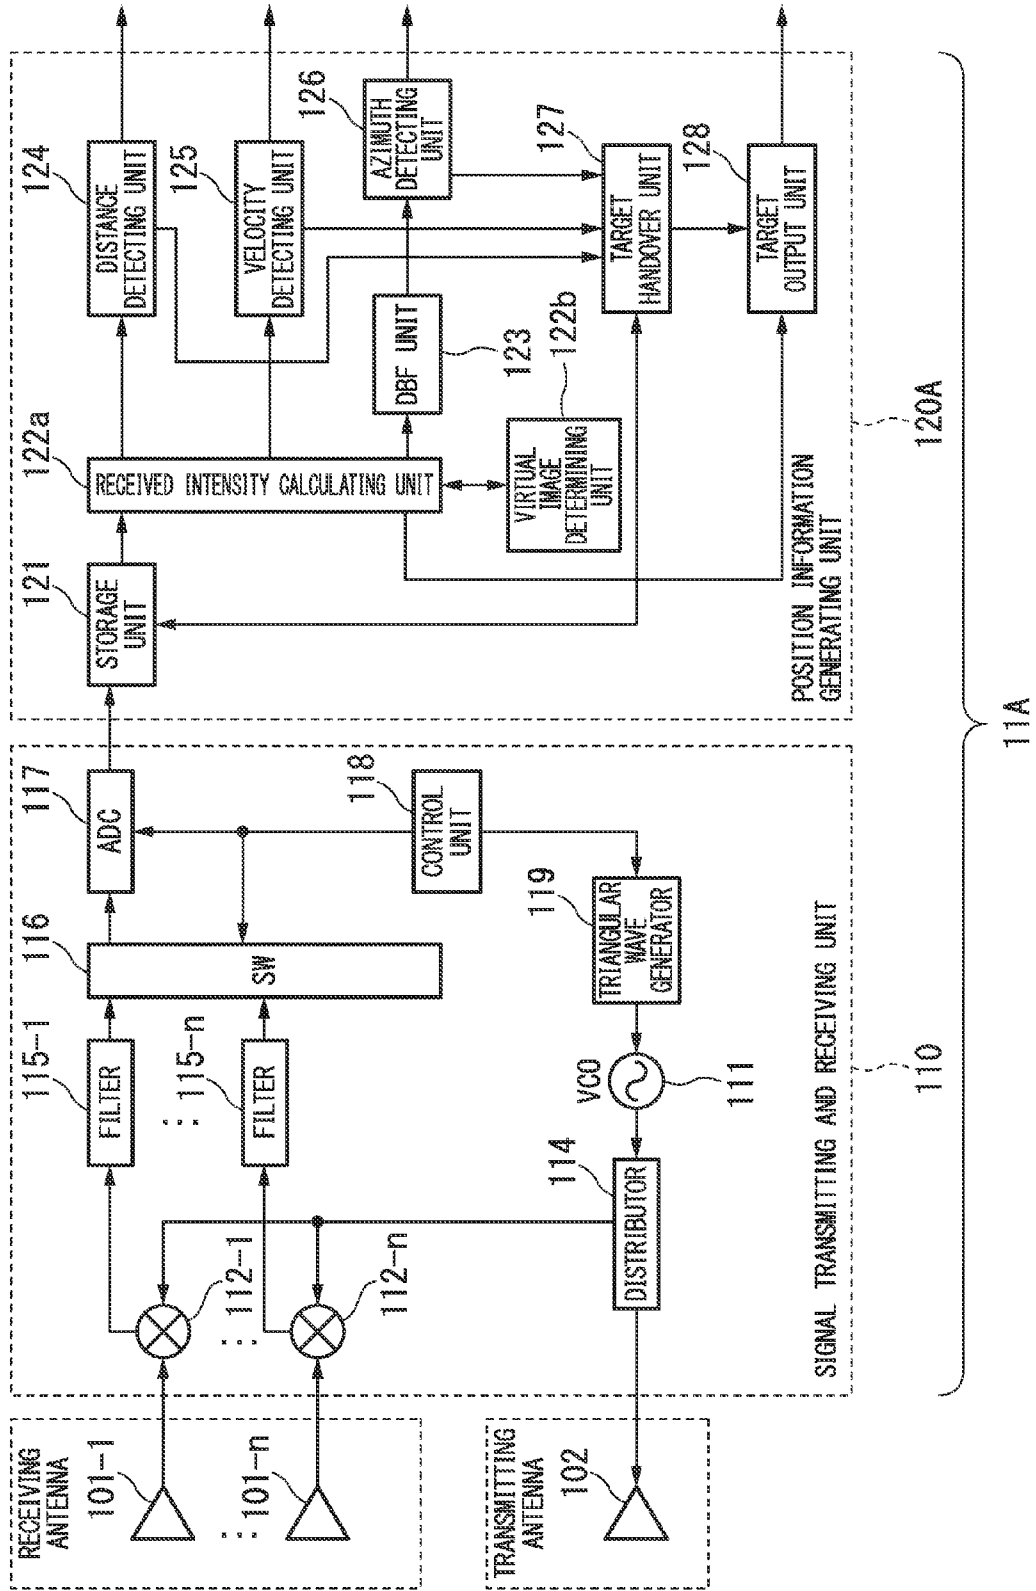 RECEIVING
ANTENNA
101-1
101-n
TRANSMITTING
ANTENNA
102
112-1
112-n
115-1
FILTER
115-n
FILTER
116
SW
117
ADC
118
CONTROL
UNIT
119
TRIANGULAR
WAVE
GENERATOR
VCO
111
114
DISTRIBUTOR
SIGNAL TRANSMITTING AND RECEIVING UNIT
110
121
STORAGE
UNIT
122a
RECEIVED INTENSITY CALCULATING UNIT
VIRTUAL
IMAGE
DETERMINING
UNIT
122b
DBF UNIT
123
124
DISTANCE
DETECTING UNIT
125
VELOCITY
DETECTING UNIT
126
AZIMUTH
DETECTING
UNIT
127
TARGET
HANDOVER UNIT
128
TARGET
OUTPUT UNIT
POSITION INFORMATION
GENERATING UNIT
120A
11A